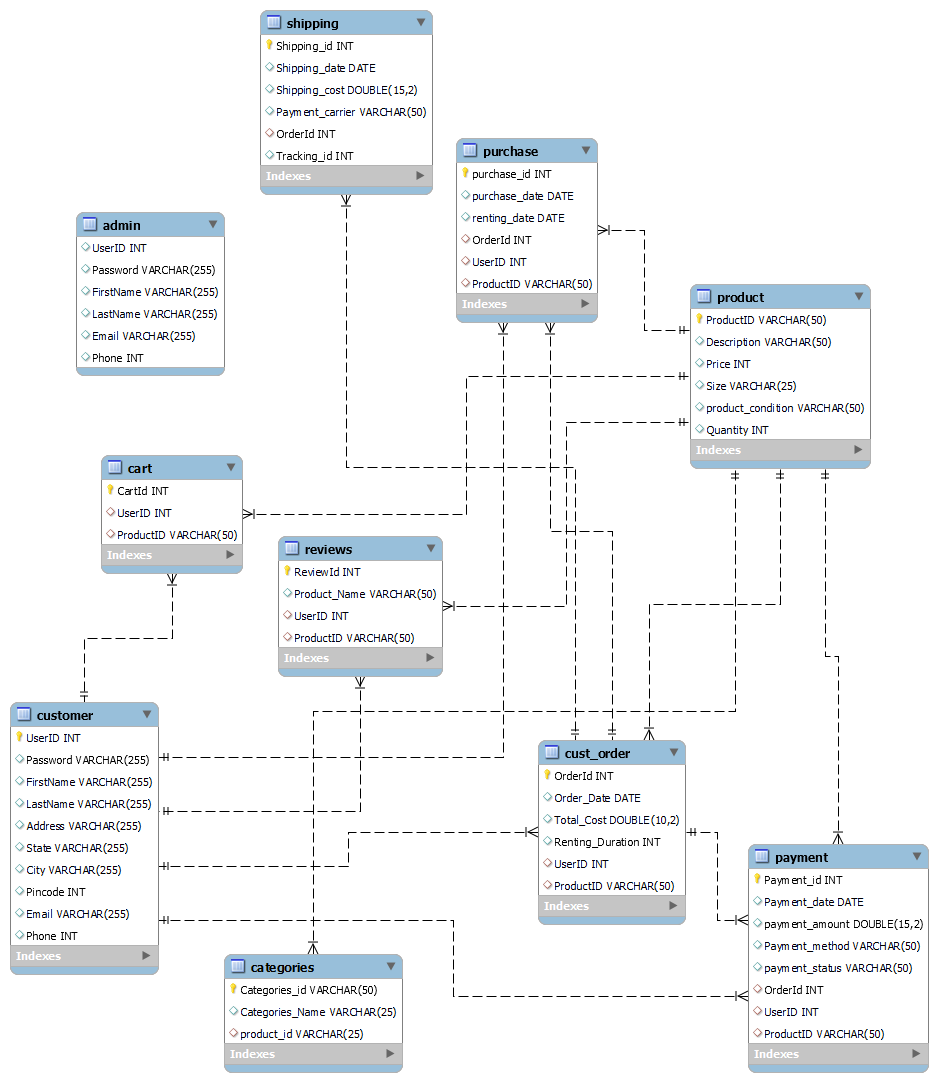 shipping
Shipping_id INT
Shipping_date DATE
Shipping_cost DOUBLE(15,2)
Payment_carrier VARCHAR(50)
OrderId INT
Tracking_id INT
Indexes
purchase
purchase_id INT
purchase_date DATE
renting_date DATE
OrderId INT
UserID INT
ProductID VARCHAR(50)
Indexes
admin
UserID INT
Password VARCHAR(255)
FirstName VARCHAR(255)
LastName VARCHAR(255)
Email VARCHAR(255)
Phone INT
product
ProductID VARCHAR(50)
Description VARCHAR(50)
Price INT
Size VARCHAR(25)
product_condition VARCHAR(50)
Quantity INT
Indexes
cart
CartId INT
UserID INT
ProductID VARCHAR(50)
Indexes
reviews
ReviewId INT
Product_Name VARCHAR(50)
UserID INT
ProductID VARCHAR(50)
Indexes
customer
UserID INT
Password VARCHAR(255)
FirstName VARCHAR(255)
LastName VARCHAR(255)
Address VARCHAR(255)
State VARCHAR(255)
City VARCHAR(255)
Pincode INT
Email VARCHAR(255)
Phone INT
Indexes
cust_order
OrderId INT
Order_Date DATE
Total_Cost DOUBLE(10,2)
Renting_Duration INT
UserID INT
ProductID VARCHAR(50)
Indexes
payment
Payment_id INT
Payment_date DATE
payment_amount DOUBLE(15,2)
Payment_method VARCHAR(50)
payment_status VARCHAR(50)
OrderId INT
UserID INT
ProductID VARCHAR(50)
Indexes
categories
Categories_id VARCHAR(50)
Categories_Name VARCHAR(25)
product_id VARCHAR(25)
Indexes